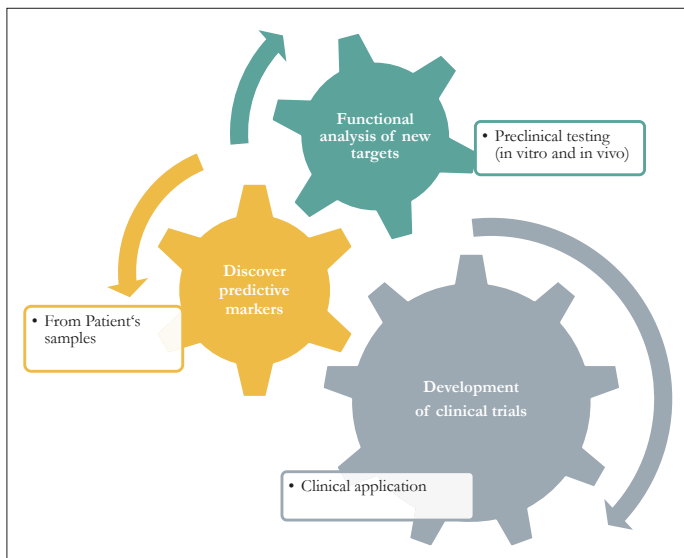 Functional
analysis of new
targets
• Preclinical testing
(in vitro and in vivo)
Discover
predictive
markers
• From Patient‘s
samples
Development
of clinical trials
• Clinical application